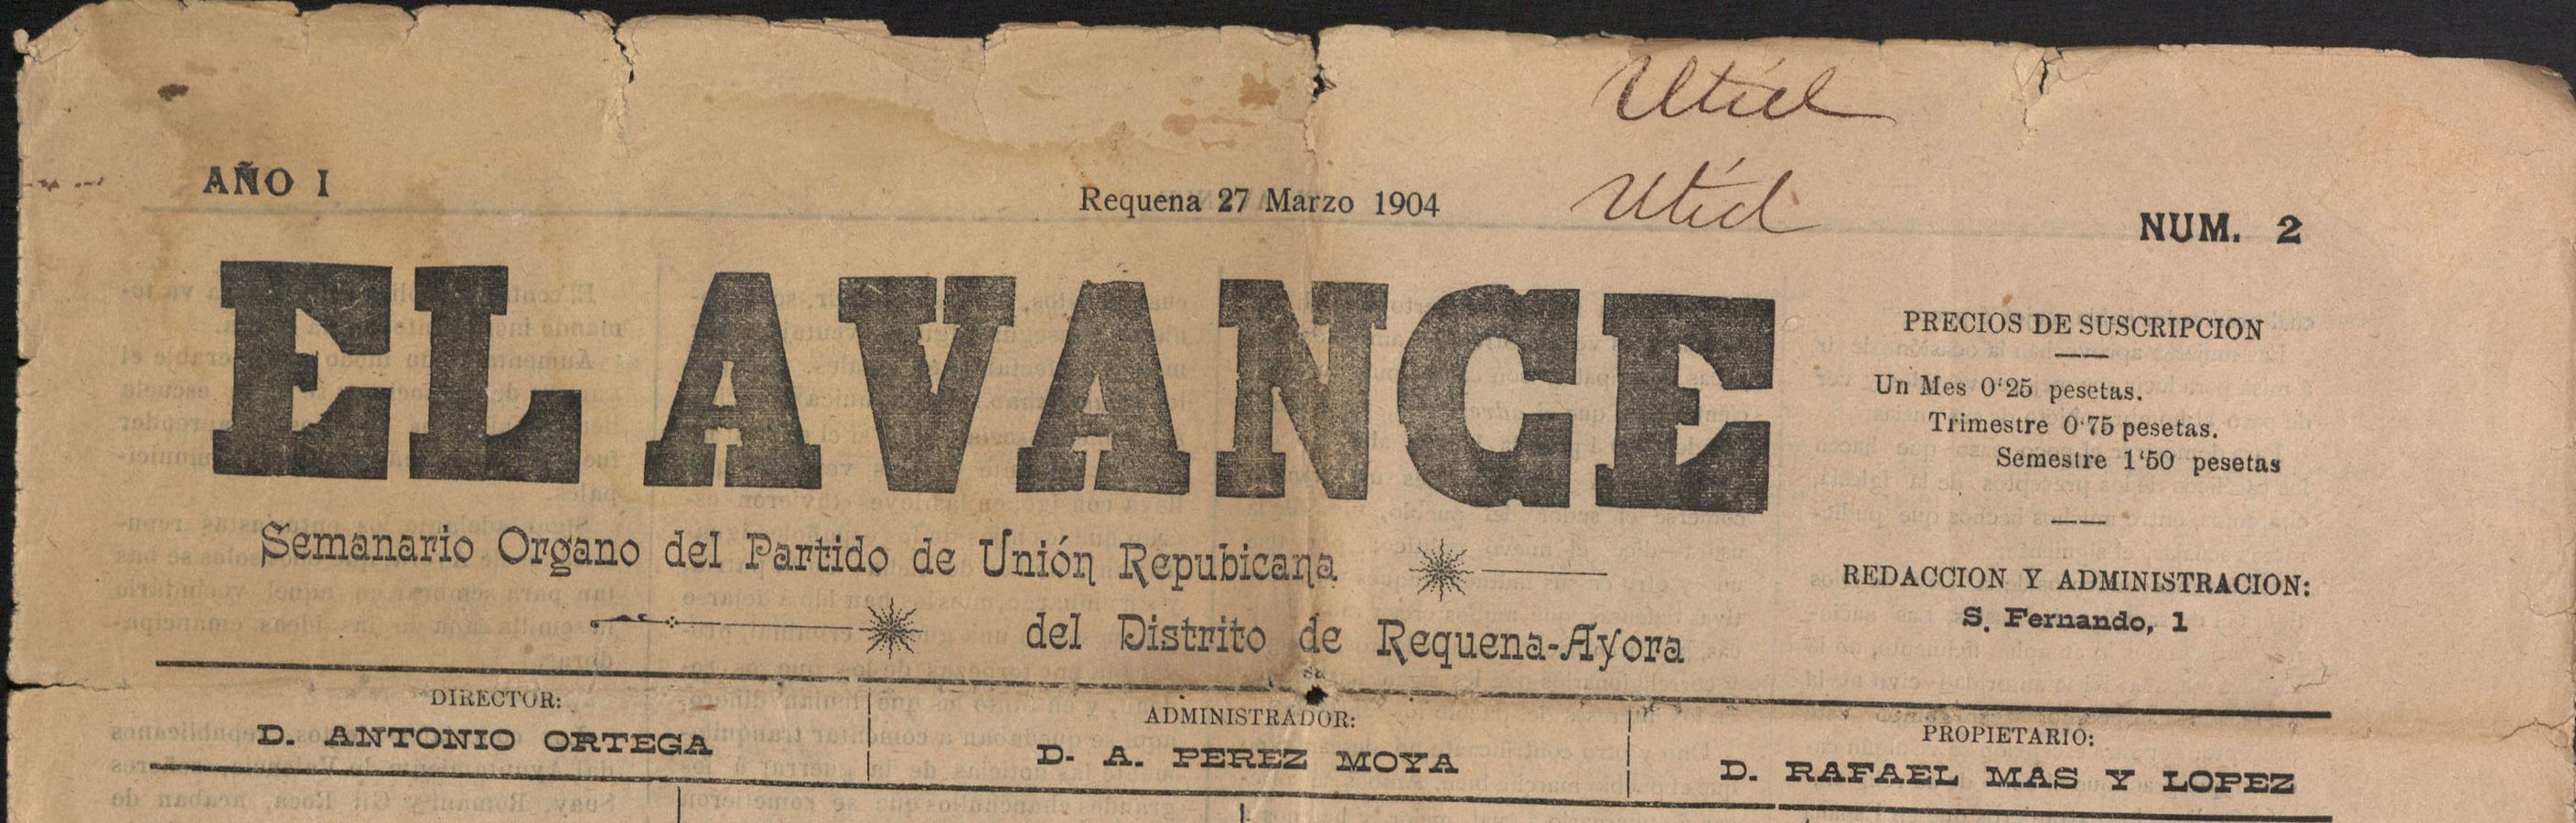 Utiel
Utiel
AÑO I
Requena 27 Marzo 1904
NUM. 2
EL AVANCE
Semanario Organo del Partido de Unión Repubicana
del Distrito de Requena-Ayora
PRECIOS DE SUSCRIPCION
Un Mes 0'25 pesetas.
Trimestre 0'75 pesetas.
Semestre 1'50 pesetas
REDACCION Y ADMINISTRACION:
S. Fernando, 1
DIRECTOR:
D. ANTONIO ORTEGA
ADMINISTRADOR:
D. A. PEREZ MOYA
PROPIETARIO:
D. RAFAEL MAS Y LOPEZ